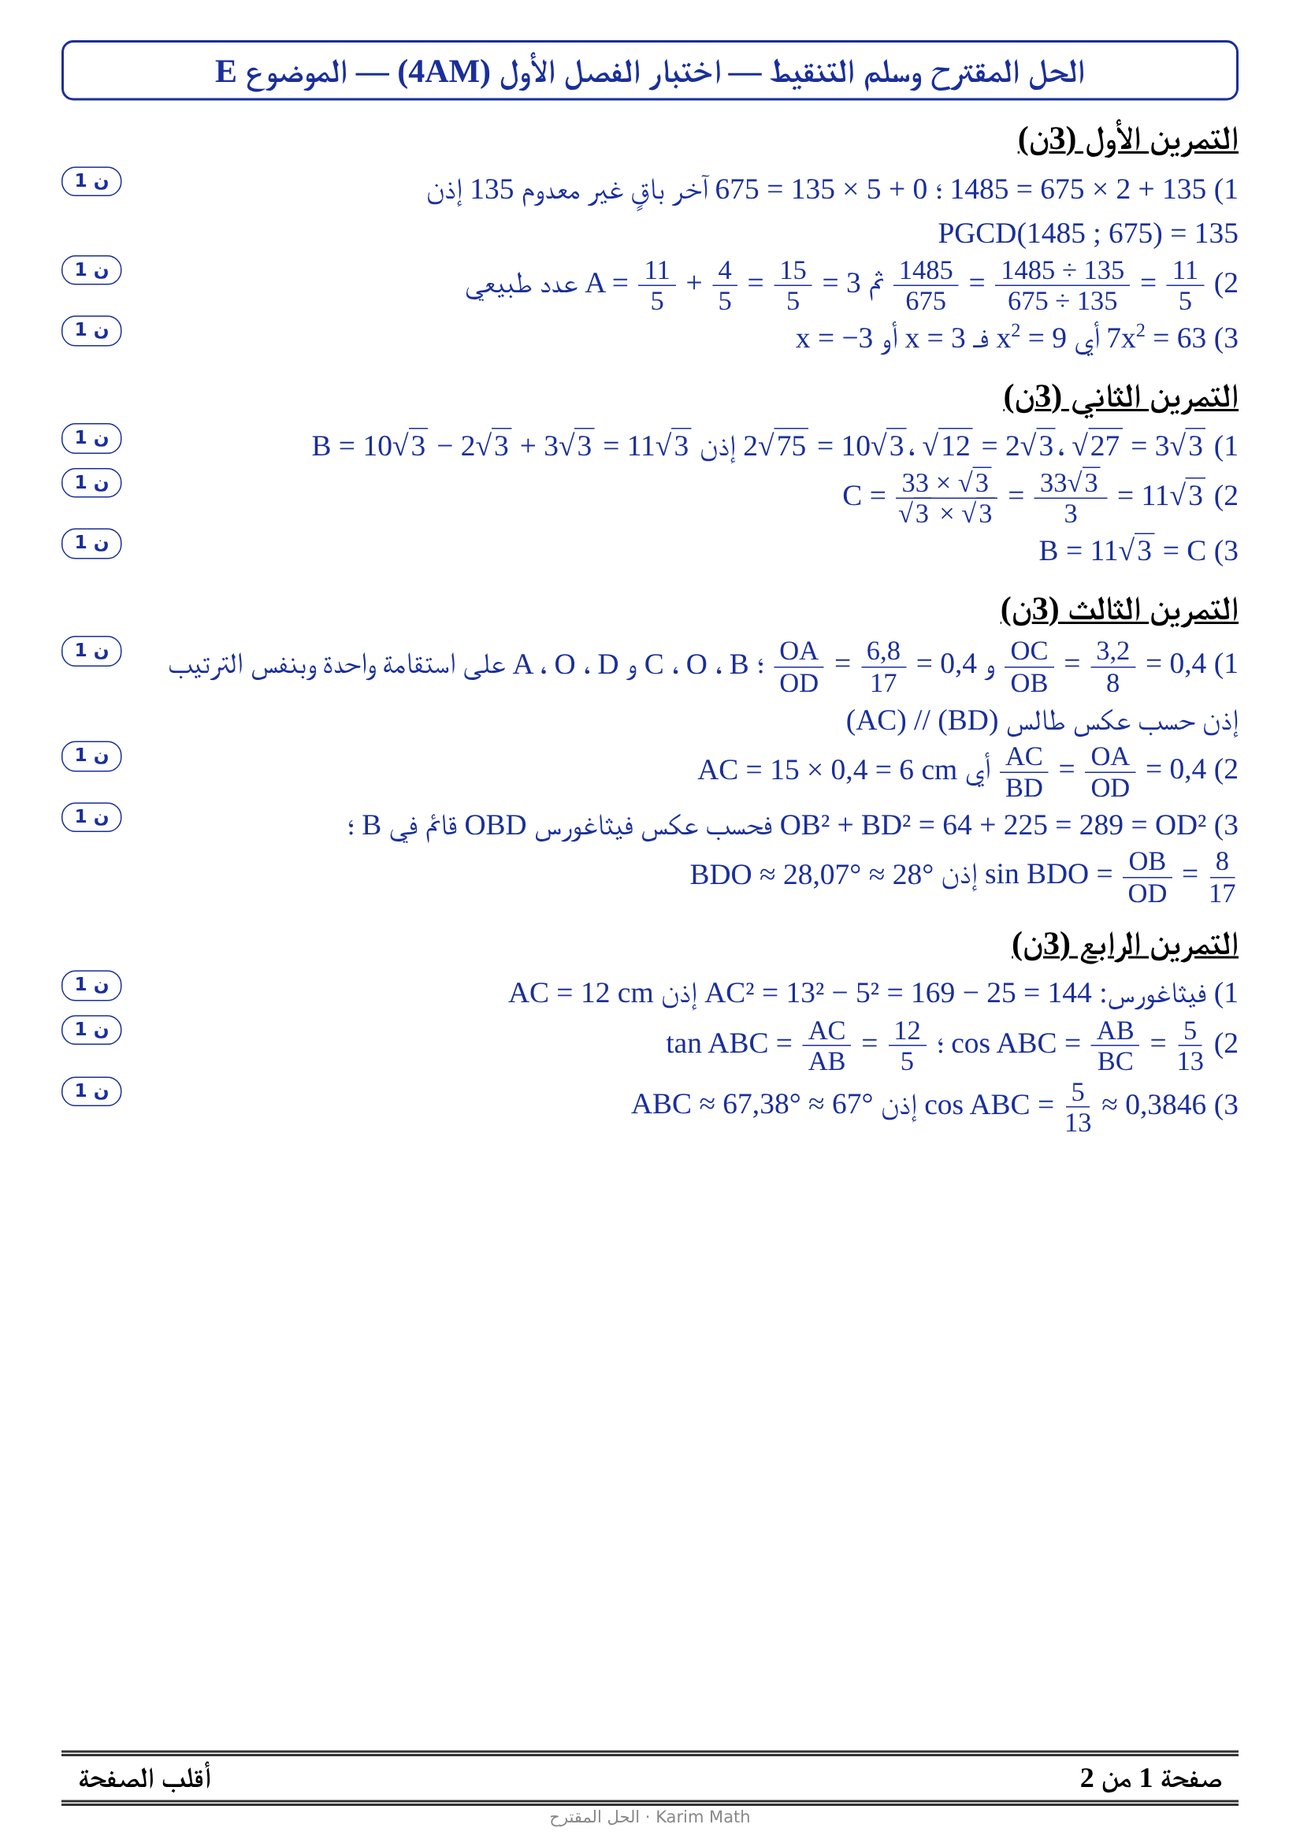 الحل المقترح وسلم التنقيط — اختبار الفصل الأول (4AM) — الموضوع E
التمرين الأول (3ن)
1) 1485 = 675 × 2 + 135 ؛ 675 = 135 × 5 + 0 آخر باقٍ غير معدوم 135 إذن 1 ن
PGCD(1485 ; 675) = 135
2) 1485/675 = (1485 ÷ 135)/(675 ÷ 135) = 11/5 ثم A = 11/5 + 4/5 = 15/5 = 3 عدد طبيعي 1 ن
3) 7x² = 63 أي x² = 9 فـ x = 3 أو x = −3 1 ن
التمرين الثاني (3ن)
1) 2√75 = 10√3، √12 = 2√3، √27 = 3√3 إذن B = 10√3 − 2√3 + 3√3 = 11√3 1 ن
2) C = (33 × √3)/(√3 × √3) = 33√3/3 = 11√3 1 ن
3) B = 11√3 = C 1 ن
التمرين الثالث (3ن)
1) OC/OB = 3,2/8 = 0,4 و OA/OD = 6,8/17 = 0,4 ؛ C ، O ، B و A ، O ، D على استقامة واحدة وبنفس الترتيب 1 ن
إذن حسب عكس طالس (AC) // (BD)
2) AC/BD = OA/OD = 0,4 أي AC = 15 × 0,4 = 6 cm 1 ن
3) OB² + BD² = 64 + 225 = 289 = OD² فحسب عكس فيثاغورس OBD قائم في B ؛ 1 ن
sin BDO = OB/OD = 8/17 إذن BDO ≈ 28,07° ≈ 28°
التمرين الرابع (3ن)
1) فيثاغورس: AC² = 13² − 5² = 169 − 25 = 144 إذن AC = 12 cm 1 ن
2) cos ABC = AB/BC = 5/13 ؛ tan ABC = AC/AB = 12/5 1 ن
3) cos ABC = 5/13 ≈ 0,3846 إذن ABC ≈ 67,38° ≈ 67° 1 ن
صفحة 1 من 2 أقلب الصفحة
Karim Math · الحل المقترح